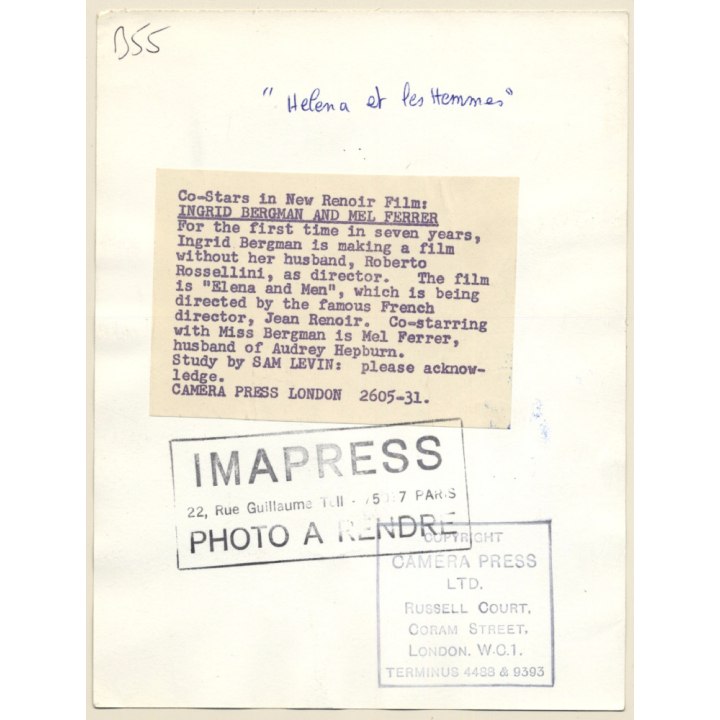 B55
"Helena et les Hommes"
Co-Stars in New Renoir Film:
INGRID BERGMAN AND MEL FERRER
For the first time in seven years,
Ingrid Bergman is making a film
without her husband, Roberto
Rossellini, as director. The film
is "Elena and Men", which is being
directed by the famous French
director, Jean Renoir. Co-starring
with Miss Bergman is Mel Ferrer,
husband of Audrey Hepburn.
Study by SAM LEVIN: please acknow-
ledge.
CAMERA PRESS LONDON 2605-31.
IMAPRESS
22, Rue Guillaume Tell - 75017 PARIS
PHOTO A RENDRE
COPYRIGHT
CAMERA PRESS
LTD.
RUSSELL COURT,
CORAM STREET,
LONDON. W.C.1.
TERMINUS 4488 & 9393